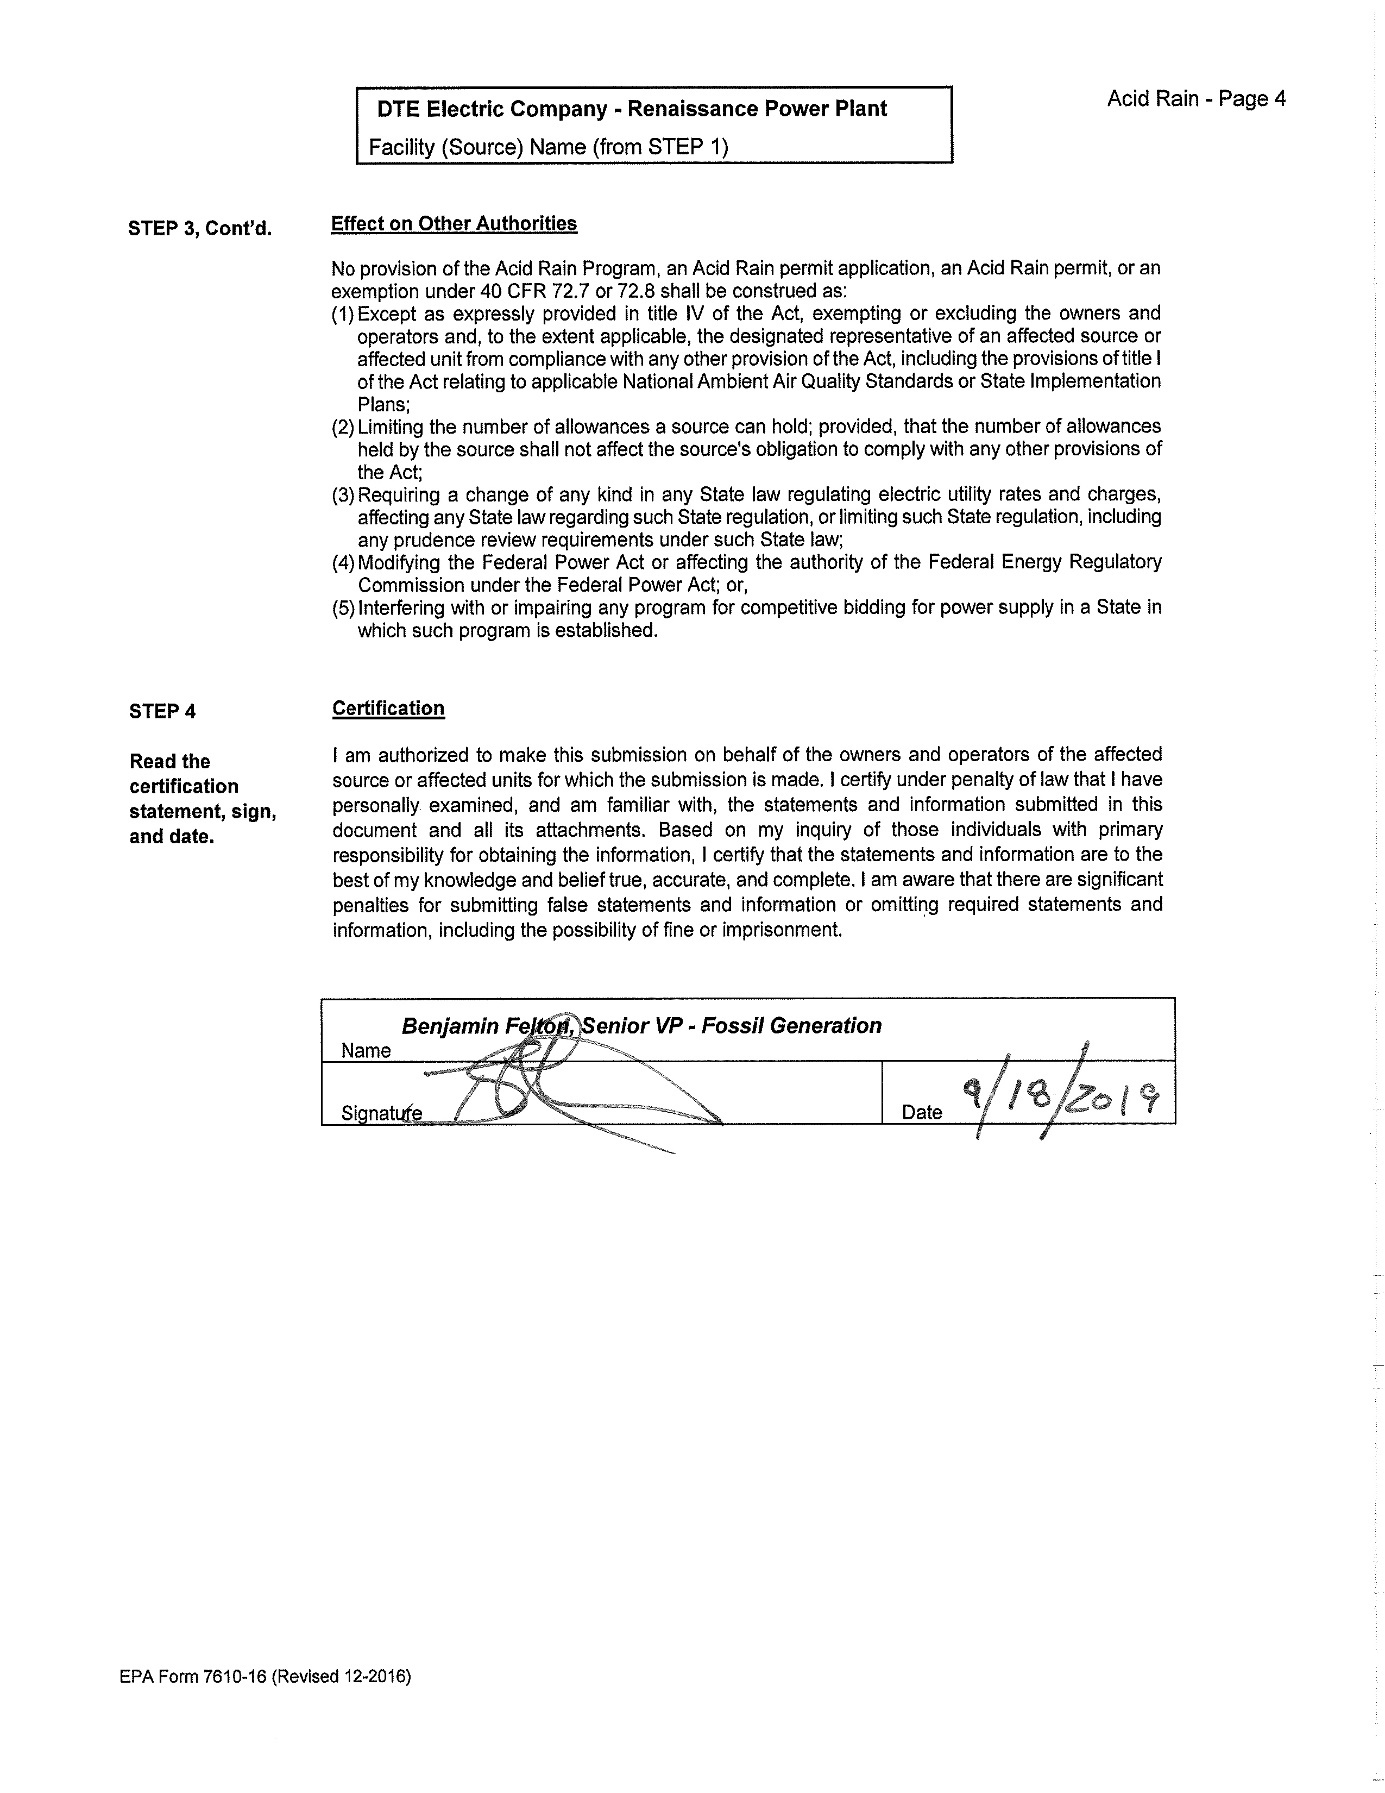 DTE Electric Company - Renaissance Power Plant
Facility (Source) Name (from STEP 1)
Acid Rain - Page 4
STEP 3, Cont'd.
Effect on Other Authorities
No provision of the Acid Rain Program, an Acid Rain permit application, an Acid Rain permit, or an
exemption under 40 CFR 72.7 or 72.8 shall be construed as:
(1) Except as expressly provided in title IV of the Act, exempting or excluding the owners and
operators and, to the extent applicable, the designated representative of an affected source or
affected unit from compliance with any other provision of the Act, including the provisions of title I
of the Act relating to applicable National Ambient Air Quality Standards or State Implementation
Plans;
(2) Limiting the number of allowances a source can hold; provided, that the number of allowances
held by the source shall not affect the source's obligation to comply with any other provisions of
the Act;
(3) Requiring a change of any kind in any State law regulating electric utility rates and charges,
affecting any State law regarding such State regulation, or limiting such State regulation, including
any prudence review requirements under such State law;
(4) Modifying the Federal Power Act or affecting the authority of the Federal Energy Regulatory
Commission under the Federal Power Act; or,
(5) Interfering with or impairing any program for competitive bidding for power supply in a State in
which such program is established.
STEP 4
Read the
certification
statement, sign,
and date.
Certification
I am authorized to make this submission on behalf of the owners and operators of the affected
source or affected units for which the submission is made. I certify under penalty of law that I have
personally examined, and am familiar with, the statements and information submitted in this
document and all its attachments. Based on my inquiry of those individuals with primary
responsibility for obtaining the information, I certify that the statements and information are to the
best of my knowledge and belief true, accurate, and complete. I am aware that there are significant
penalties for submitting false statements and information or omitting required statements and
information, including the possibility of fine or imprisonment.
Benjamin Felton, Senior VP - Fossil Generation
Name
Signature
Date 9/18/2019
EPA Form 7610-16 (Revised 12-2016)